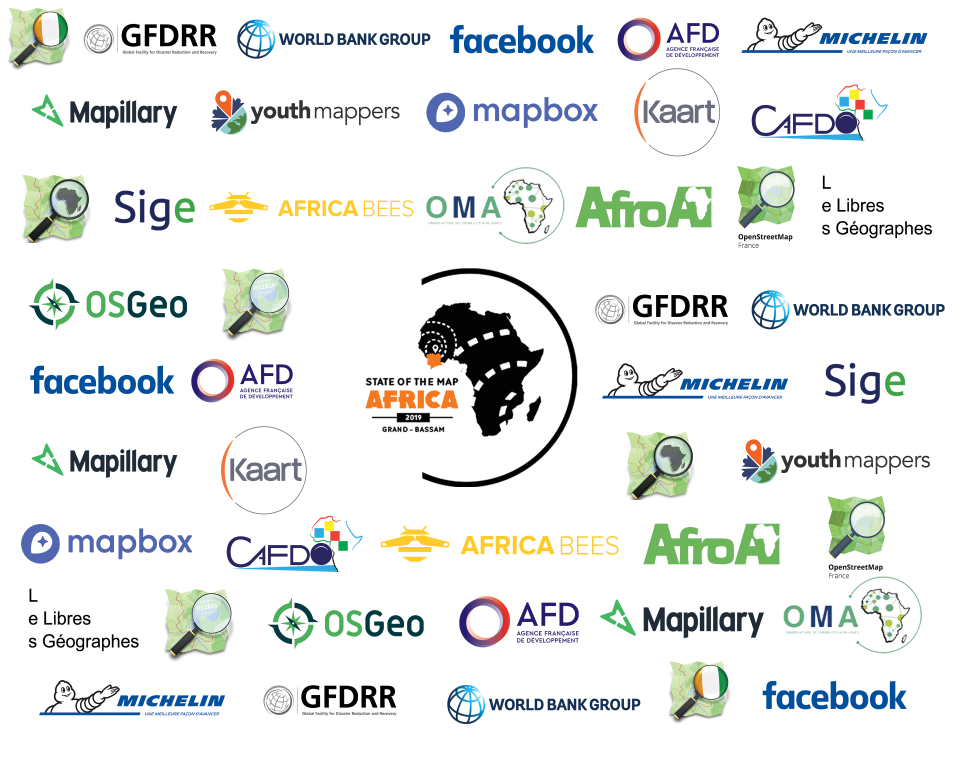 GFDRR
Global Facility for Disaster Reduction and Recovery
WORLD BANK GROUP
facebook
AFD
AGENCE FRANÇAISE
DE DÉVELOPPEMENT
MICHELIN
UNE MEILLEURE FAÇON D'AVANCER
Mapillary
youthmappers
mapbox
Kaart
CAFDO
Sige
AFRICA BEES
OMA
AfroA
OpenStreetMap
France
L
e Libres
s Géographes
OSGeo
STATE OF THE MAP
AFRICA
2019
GRAND - BASSAM
GFDRR
Global Facility for Disaster Reduction and Recovery
WORLD BANK GROUP
facebook
AFD
AGENCE FRANÇAISE
DE DÉVELOPPEMENT
MICHELIN
UNE MEILLEURE FAÇON D'AVANCER
Sige
Mapillary
Kaart
youthmappers
mapbox
CAFDO
AFRICA BEES
AfroA
OpenStreetMap
France
L
e Libres
s Géographes
OSGeo
AFD
AGENCE FRANÇAISE
DE DÉVELOPPEMENT
Mapillary
OMA
MICHELIN
UNE MEILLEURE FAÇON D'AVANCER
GFDRR
Global Facility for Disaster Reduction and Recovery
WORLD BANK GROUP
facebook